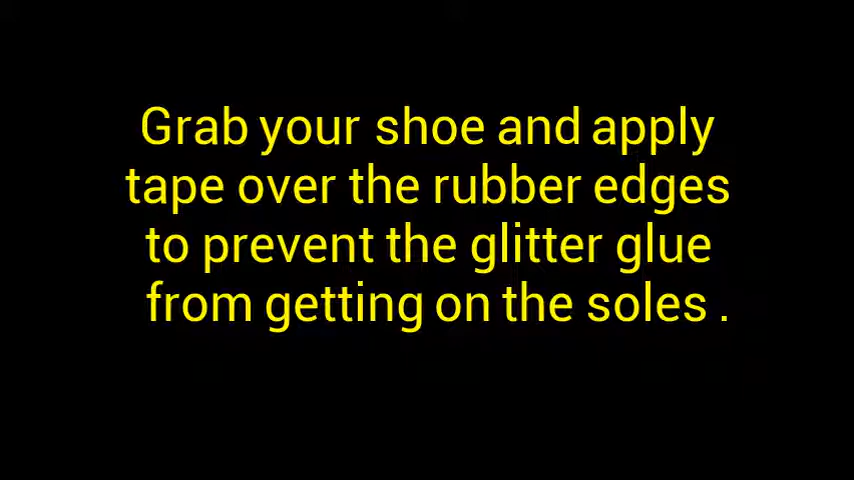 Grab your shoe and apply
tape over the rubber edges
to prevent the glitter glue
from getting on the soles .